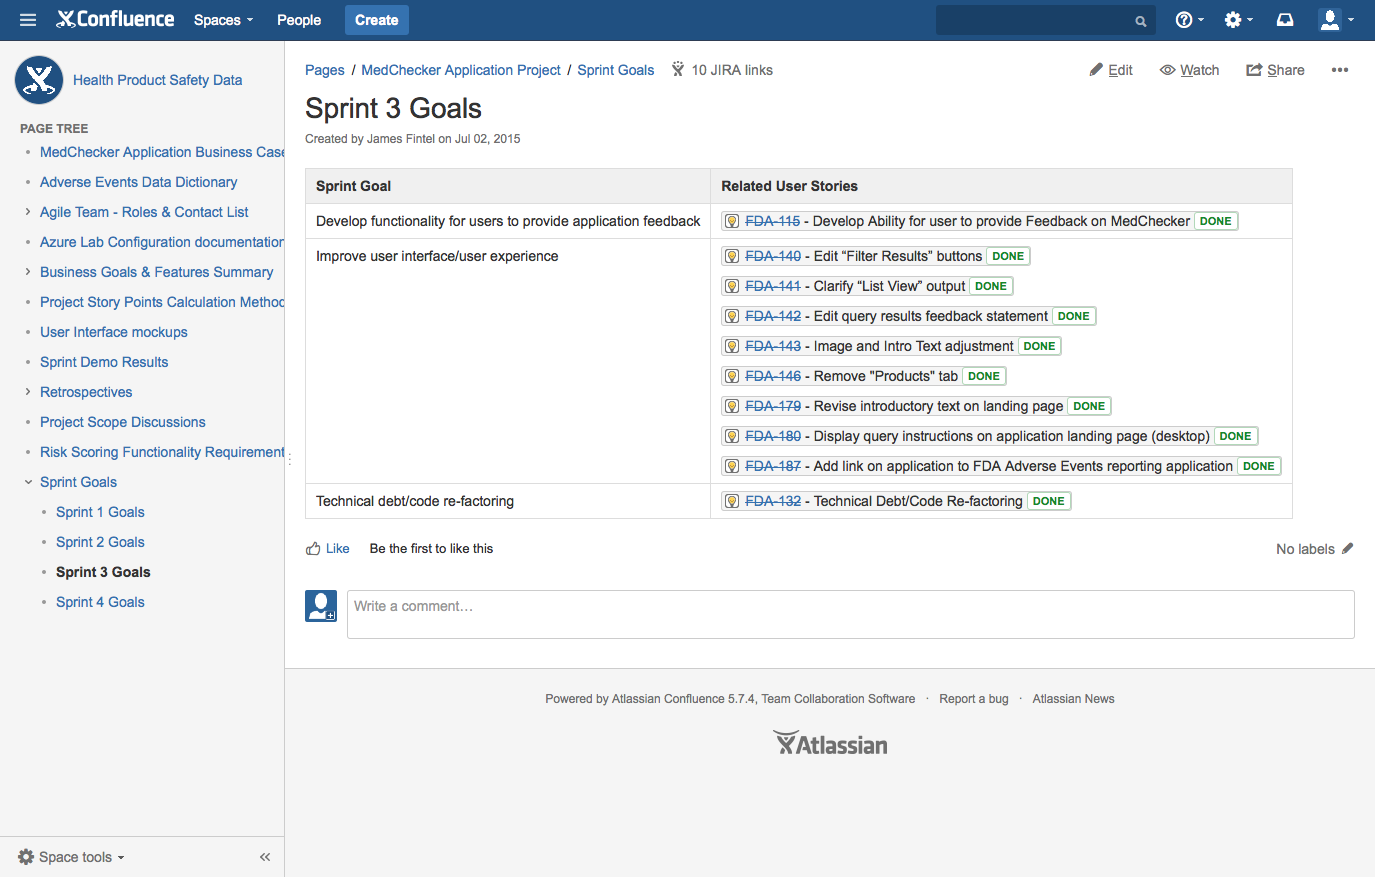 Confluence Spaces People Create
Health Product Safety Data
PAGE TREE
MedChecker Application Business Case
Adverse Events Data Dictionary
Agile Team - Roles & Contact List
Azure Lab Configuration documentation
Business Goals & Features Summary
Project Story Points Calculation Method
User Interface mockups
Sprint Demo Results
Retrospectives
Project Scope Discussions
Risk Scoring Functionality Requirement
Sprint Goals
Sprint 1 Goals
Sprint 2 Goals
Sprint 3 Goals
Sprint 4 Goals
Space tools
Pages / MedChecker Application Project / Sprint Goals 10 JIRA links
Edit Watch Share
Sprint 3 Goals
Created by James Fintel on Jul 02, 2015
Sprint Goal Related User Stories
Develop functionality for users to provide application feedback FDA-115 - Develop Ability for user to provide Feedback on MedChecker DONE
Improve user interface/user experience FDA-140 - Edit “Filter Results” buttons DONE
FDA-141 - Clarify “List View” output DONE
FDA-142 - Edit query results feedback statement DONE
FDA-143 - Image and Intro Text adjustment DONE
FDA-146 - Remove "Products" tab DONE
FDA-179 - Revise introductory text on landing page DONE
FDA-180 - Display query instructions on application landing page (desktop) DONE
FDA-187 - Add link on application to FDA Adverse Events reporting application DONE
Technical debt/code re-factoring FDA-132 - Technical Debt/Code Re-factoring DONE
Like Be the first to like this No labels
Write a comment…
Powered by Atlassian Confluence 5.7.4, Team Collaboration Software · Report a bug · Atlassian News
Atlassian